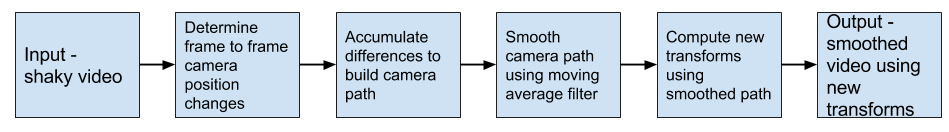 Input -
shaky video
Determine
frame to frame
camera
position
changes
Accumulate
differences to
build camera
path
Smooth
camera path
using moving
average filter
Compute new
transforms
using
smoothed path
Output -
smoothed
video using
new
transforms